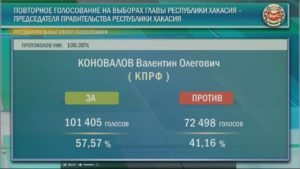 ПОВТОРНОЕ ГОЛОСОВАНИЕ НА ВЫБОРАХ ГЛАВЫ РЕСПУБЛИКИ ХАКАСИЯ -
ПРЕДСЕДАТЕЛЯ ПРАВИТЕЛЬСТВА РЕСПУБЛИКИ ХАКАСИЯ
ПРЕДВАРИТЕЛЬНЫЕ ИТОГИ ГОЛОСОВАНИЯ
ПРОТОКОЛОВ УИК: 100.00%
КОНОВАЛОВ Валентин Олегович
( КПРФ )
ЗА ПРОТИВ
101 405 ГОЛОСОВ 72 498 ГОЛОСОВ
57,57 % 41,16 %